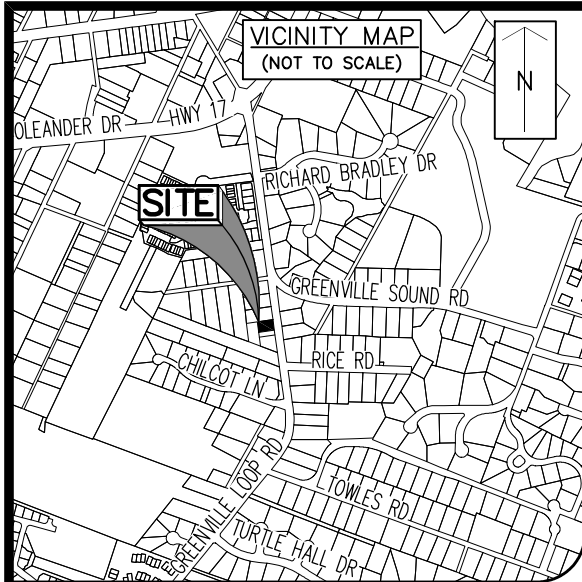 VICINITY MAP
(NOT TO SCALE)
N
OLEANDER DR
HWY 17
RICHARD BRADLEY DR
SITE
GREENVILLE SOUND RD
RICE RD
CHILCOT LN
GREENVILLE LOOP RD
TOWLES RD
TURTLE HALL DR